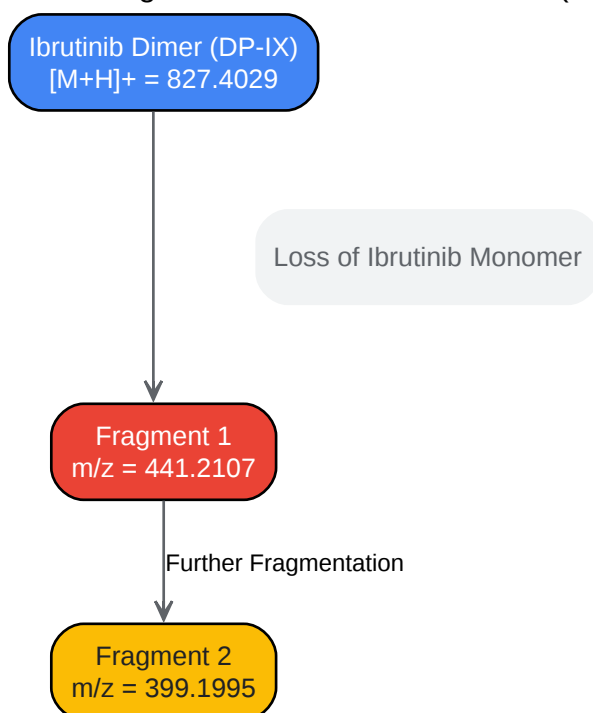 Ibrutinib Dimer (DP-IX)
[M+H]+ = 827.4029
Loss of Ibrutinib Monomer
Fragment 1
m/z = 441.2107
Further Fragmentation
Fragment 2
m/z = 399.1995